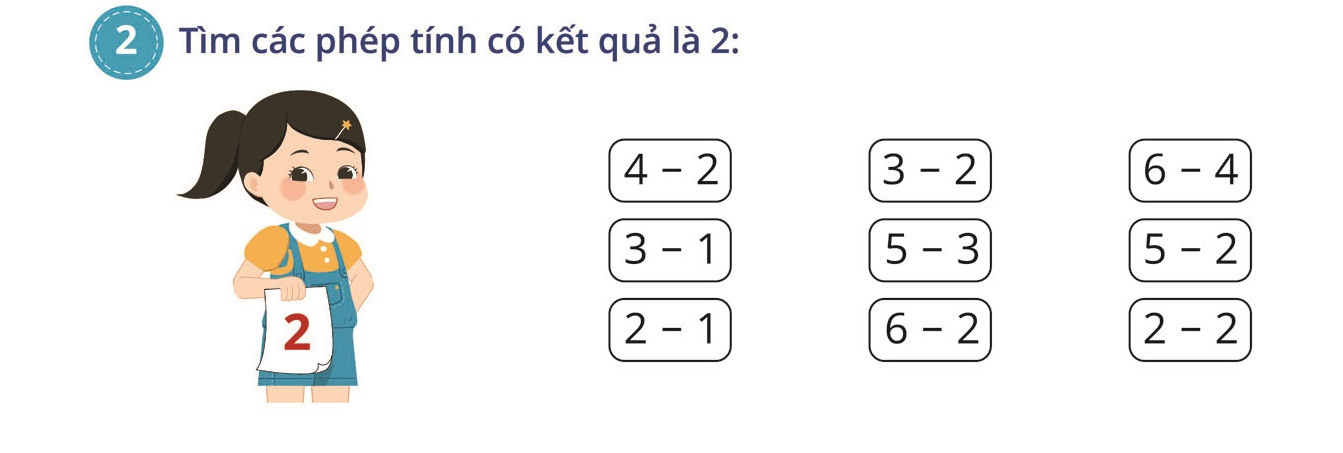 2 Tìm các phép tính có kết quả là 2:
4 – 2 3 – 2 6 – 4
3 – 1 5 – 3 5 – 2
2 – 1 6 – 2 2 – 2
2